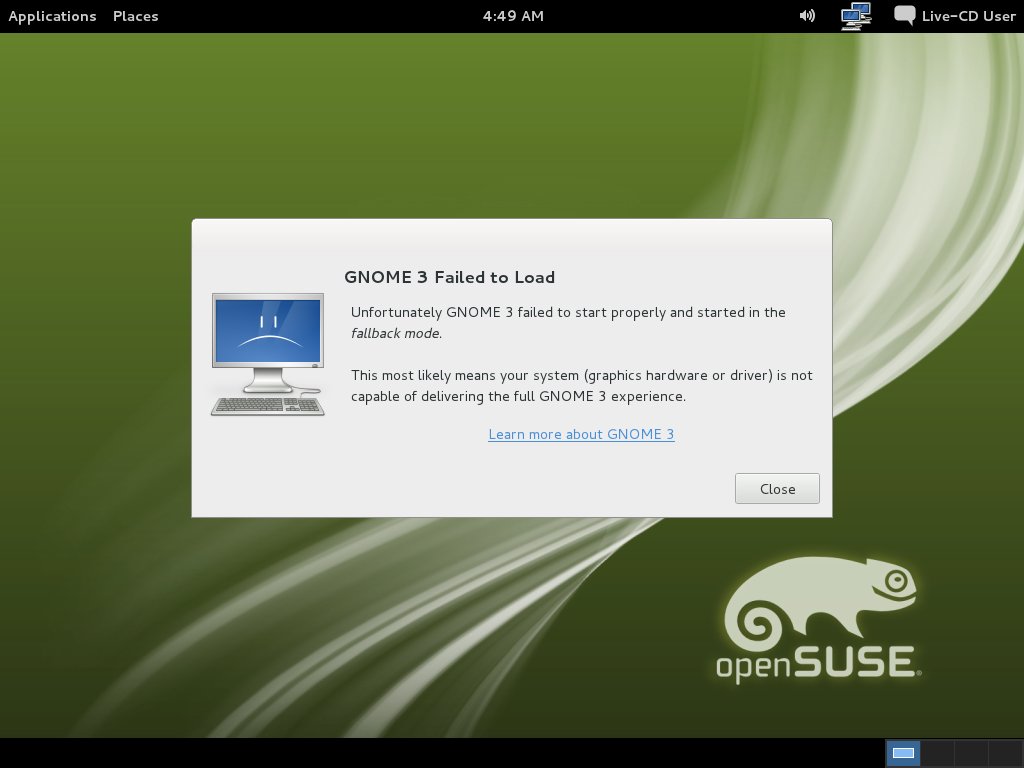 Applications Places 4:49 AM Live-CD User
GNOME 3 Failed to Load
Unfortunately GNOME 3 failed to start properly and started in the
fallback mode.
This most likely means your system (graphics hardware or driver) is not
capable of delivering the full GNOME 3 experience.
Learn more about GNOME 3
Close
openSUSE®